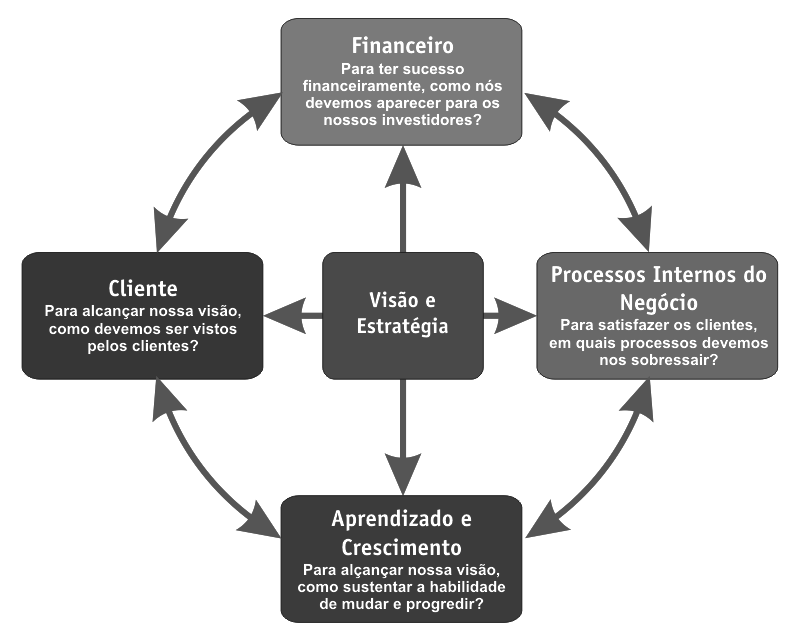 Financeiro
Para ter sucesso
financeiramente, como nós
devemos aparecer para os
nossos investidores?
Cliente
Para alcançar nossa visão,
como devemos ser vistos
pelos clientes?
Visão e
Estratégia
Processos Internos do
Negócio
Para satisfazer os clientes,
em quais processos devemos
nos sobressair?
Aprendizado e
Crescimento
Para alçançar nossa visão,
como sustentar a habilidade
de mudar e progredir?